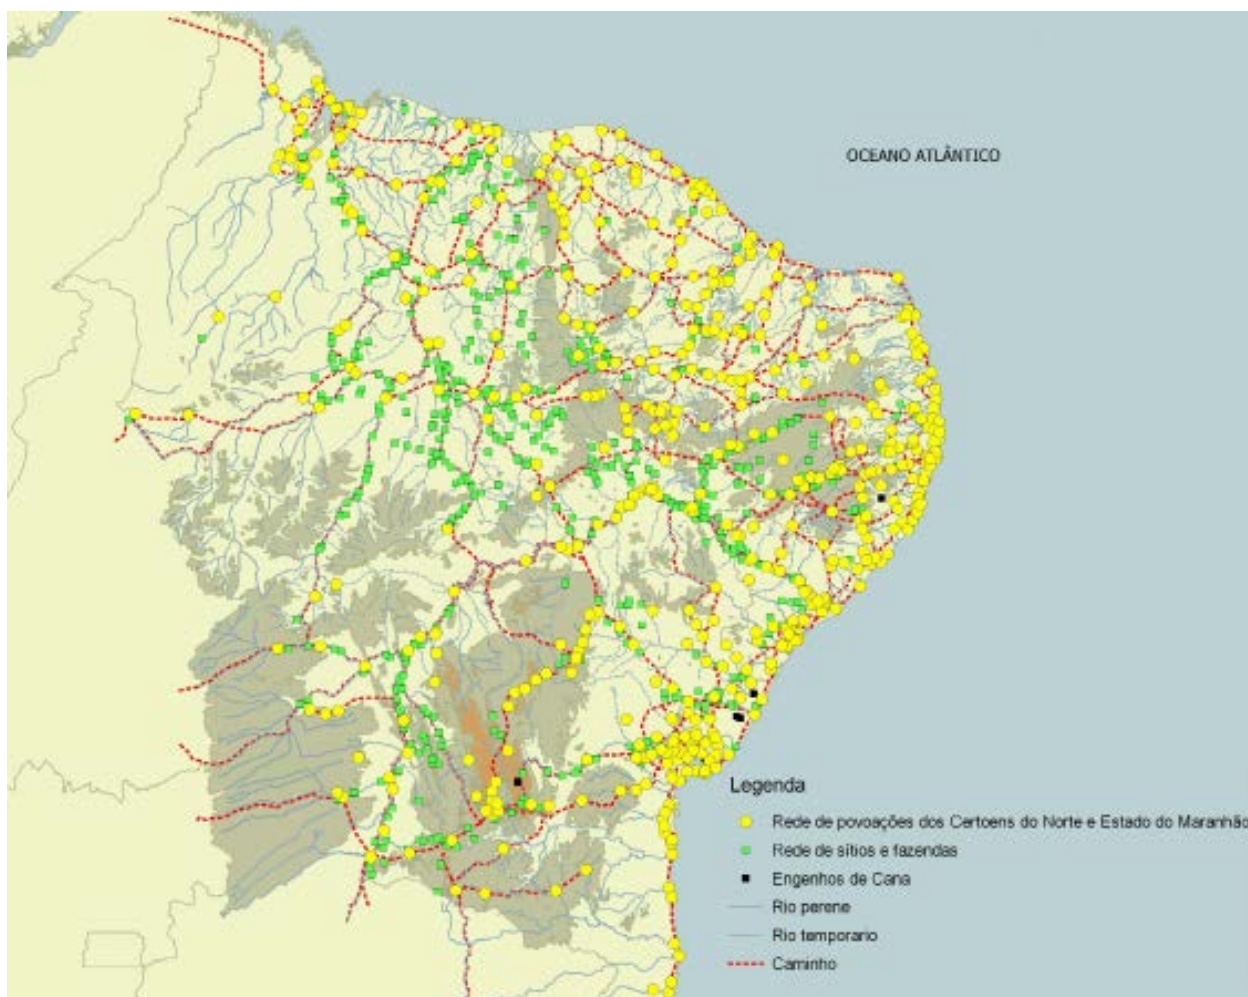 OCEANO ATLÂNTICO
Legenda
Rede de povoações dos Certoens do Norte e Estado do Maranhão
Rede de sítios e fazendas
Engenhos de Cana
Rio perene
Rio temporario
Caminho